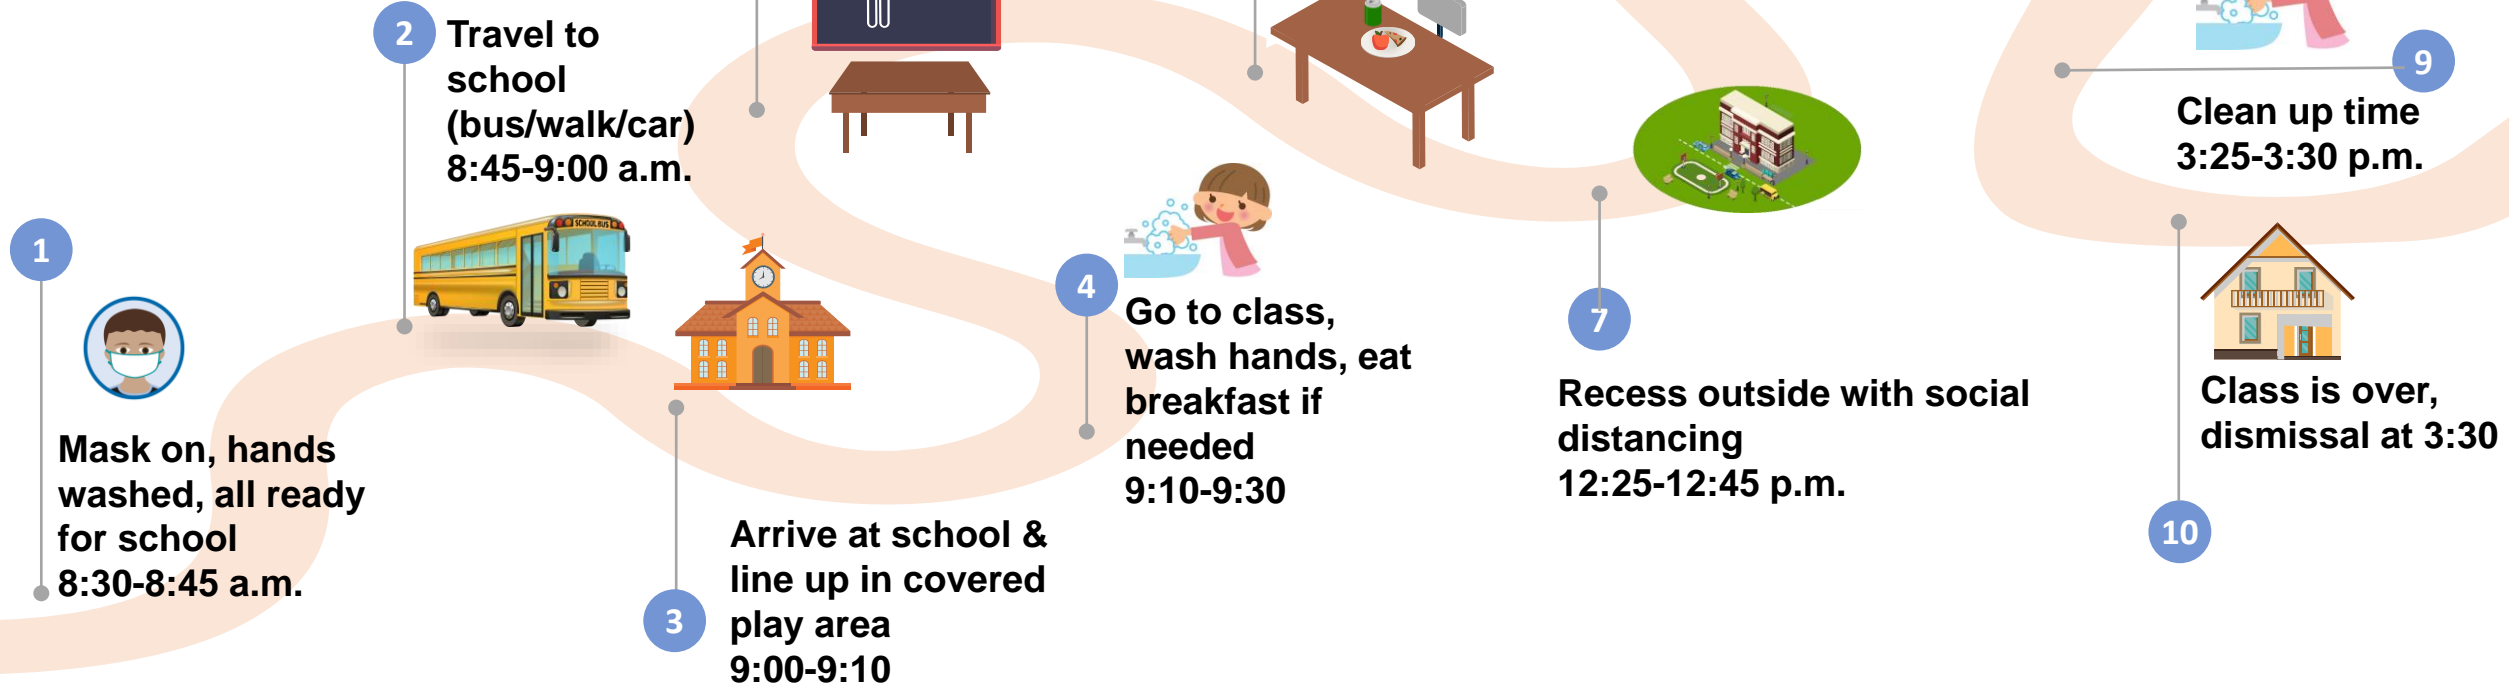 1
Mask on, hands
washed, all ready
for school
8:30-8:45 a.m.
2
Travel to
school
(bus/walk/car)
8:45-9:00 a.m.
SCHOOL BUS
3
Arrive at school &
line up in covered
play area
9:00-9:10
4
Go to class,
wash hands, eat
breakfast if
needed
9:10-9:30
7
Recess outside with social
distancing
12:25-12:45 p.m.
9
Clean up time
3:25-3:30 p.m.
Class is over,
dismissal at 3:30
10